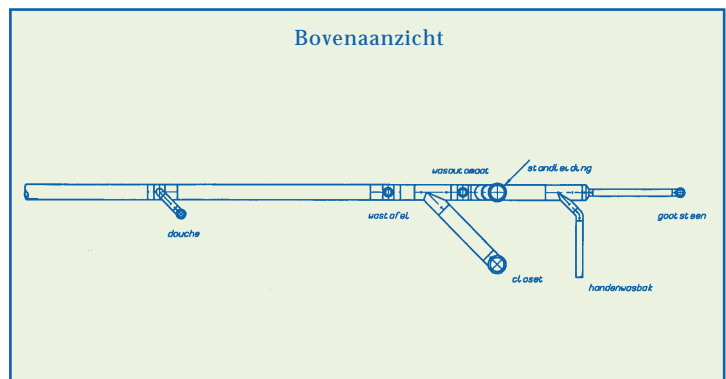 Bovenaanzicht
wasautomaat
standleiding
wastafel
gootsteen
douche
closet
handenwasbak